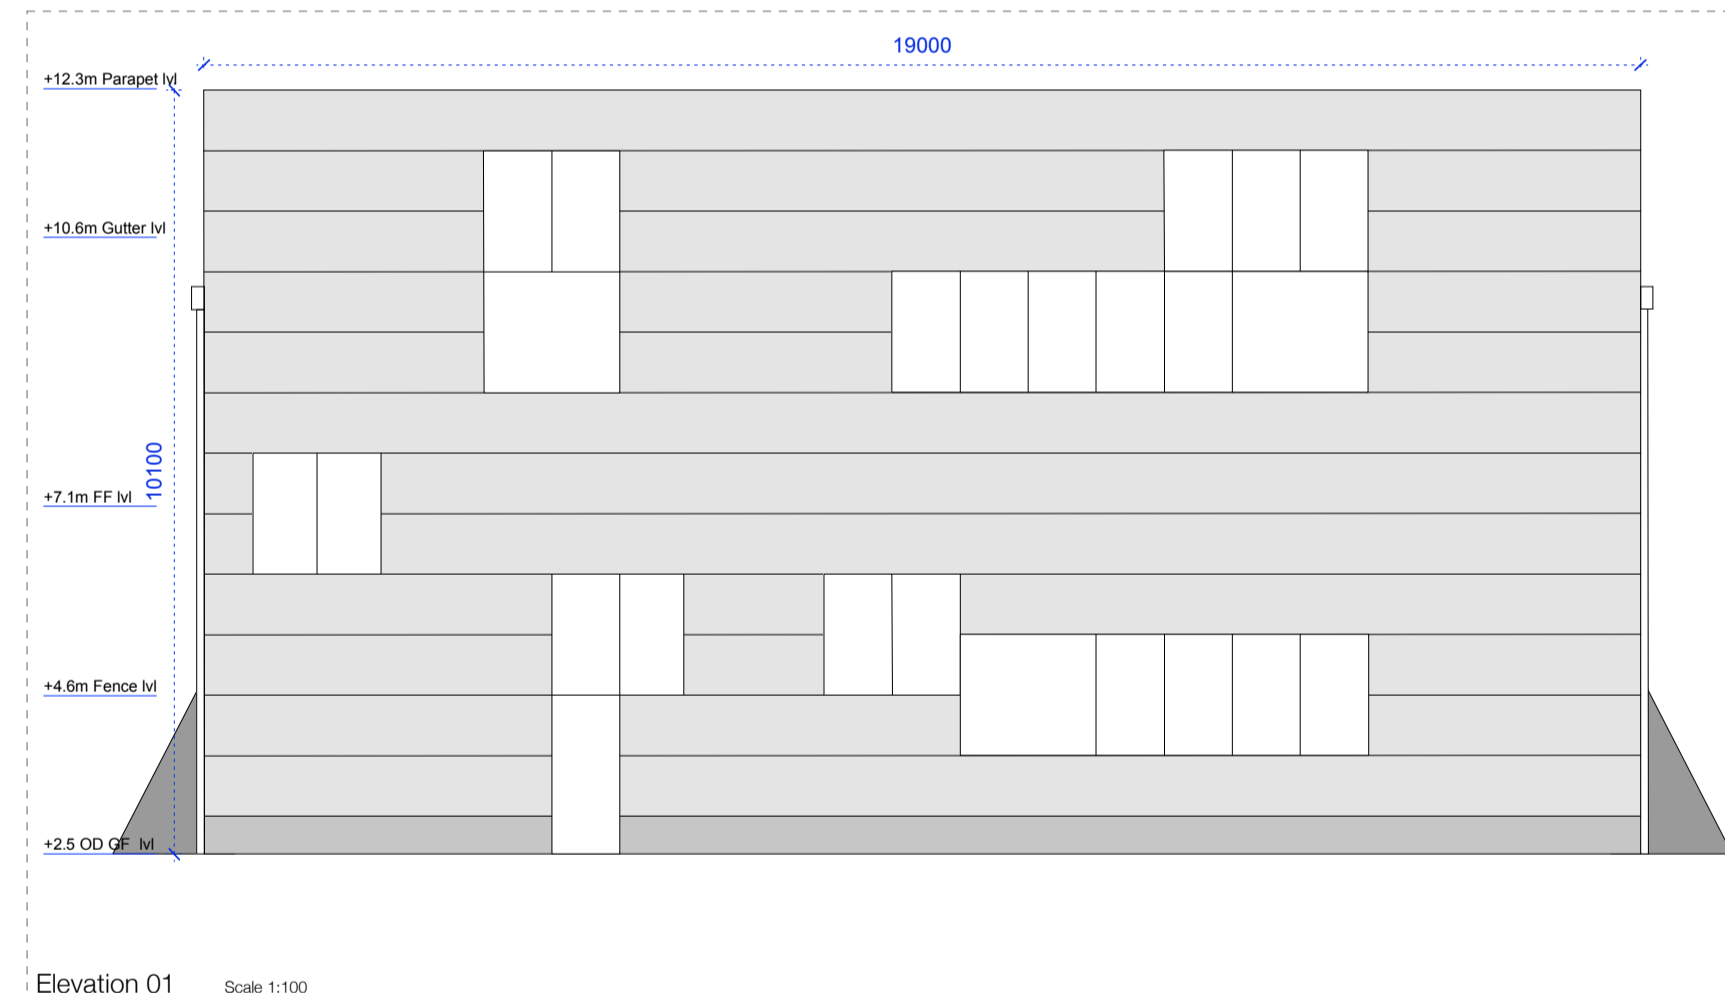 19000
+12.3m Parapet lvl
+10.6m Gutter lvl
10100
+7.1m FF lvl
+4.6m Fence lvl
+2.5 OD GF lvl
Elevation 01 Scale 1:100